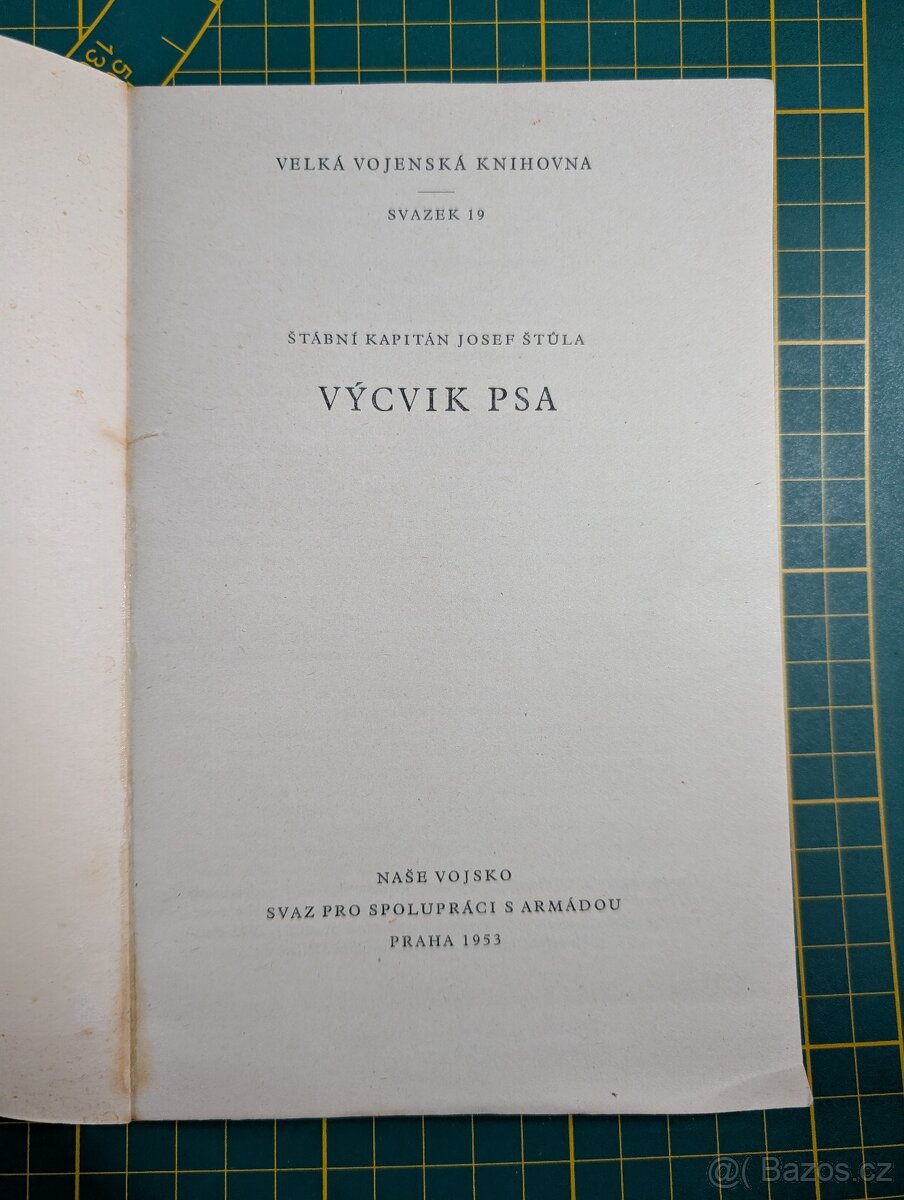 VELKÁ VOJENSKÁ KNIHOVNA
SVAZEK 19
ŠTÁBNÍ KAPITÁN JOSEF ŠTŮLA
VÝCVIK PSA
NAŠE VOJSKO
SVAZ PRO SPOLUPRÁCI S ARMÁDOU
PRAHA 1953
13
@( Bazos.cz